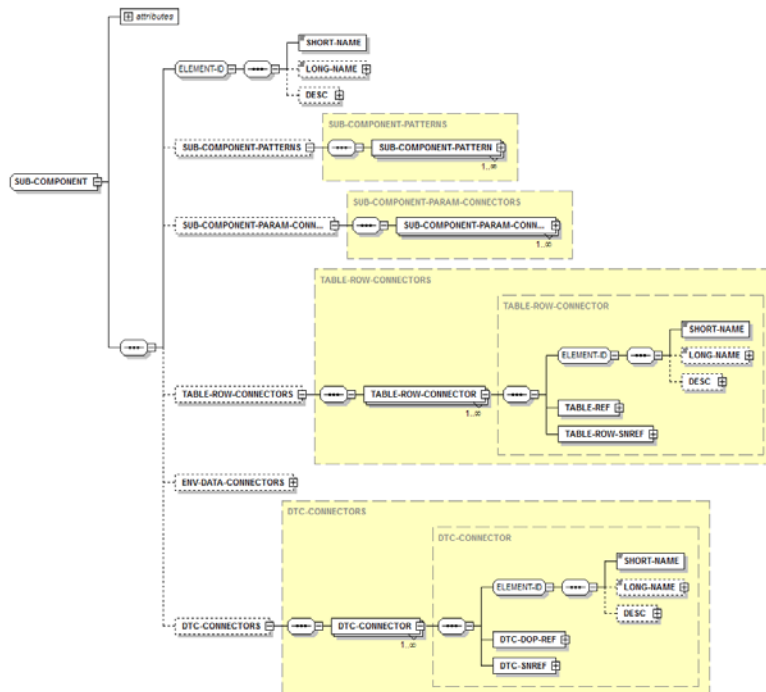 attributes
ELEMENT-ID
SHORT-NAME
LONG-NAME
DESC
SUB-COMPONENT-PATTERNS
SUB-COMPONENT-PATTERNS
SUB-COMPONENT-PATTERN
1..∞
SUB-COMPONENT
SUB-COMPONENT-PARAM-CONNECTORS
SUB-COMPONENT-PARAM-CONN...
SUB-COMPONENT-PARAM-CONN...
1..∞
TABLE-ROW-CONNECTORS
TABLE-ROW-CONNECTOR
SHORT-NAME
ELEMENT-ID
LONG-NAME
DESC
TABLE-ROW-CONNECTORS
TABLE-ROW-CONNECTOR
1..∞
TABLE-REF
TABLE-ROW-SNREF
ENV-DATA-CONNECTORS
DTC-CONNECTORS
DTC-CONNECTOR
SHORT-NAME
ELEMENT-ID
LONG-NAME
DESC
DTC-CONNECTORS
DTC-CONNECTOR
1..∞
DTC-DOP-REF
DTC-SNREF